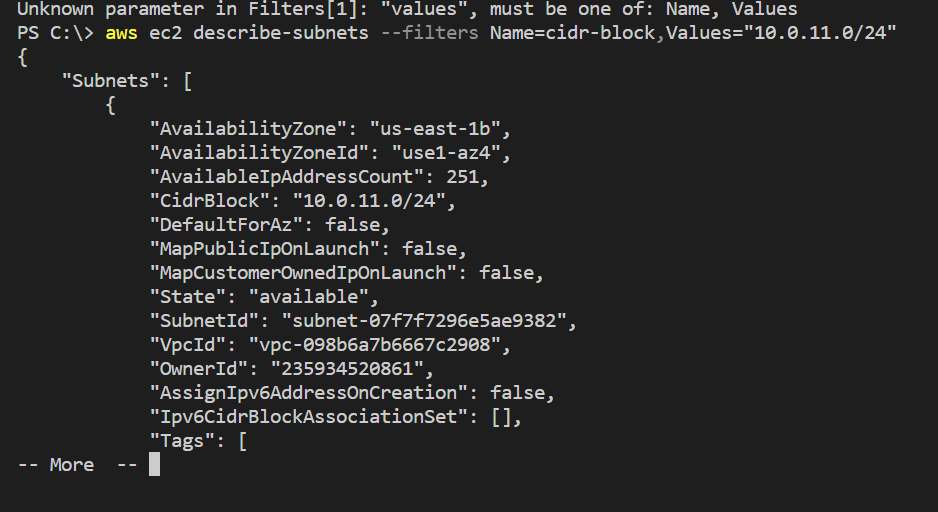 Unknown parameter in Filters[1]: "values", must be one of: Name, Values
PS C:\> aws ec2 describe-subnets --filters Name=cidr-block,Values="10.0.11.0/24"
{
    "Subnets": [
        {
            "AvailabilityZone": "us-east-1b",
            "AvailabilityZoneId": "use1-az4",
            "AvailableIpAddressCount": 251,
            "CidrBlock": "10.0.11.0/24",
            "DefaultForAz": false,
            "MapPublicIpOnLaunch": false,
            "MapCustomerOwnedIpOnLaunch": false,
            "State": "available",
            "SubnetId": "subnet-07f7f7296e5ae9382",
            "VpcId": "vpc-098b6a7b6667c2908",
            "OwnerId": "235934520861",
            "AssignIpv6AddressOnCreation": false,
            "Ipv6CidrBlockAssociationSet": [],
            "Tags": [
-- More  --